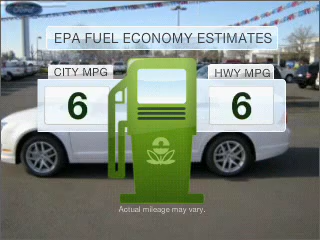 EPA FUEL ECONOMY ESTIMATES
CITY MPG
HWY MPG
6
6
Actual mileage may vary.